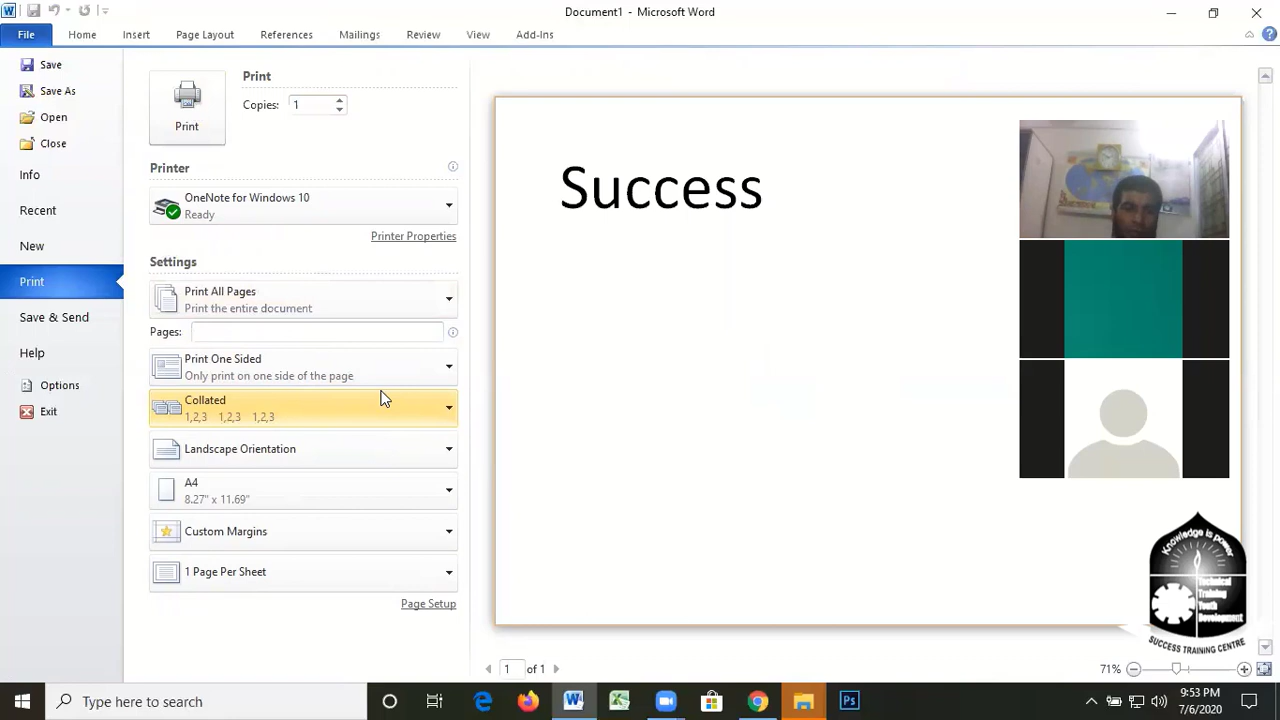 Document1 - Microsoft Word
File Home Insert Page Layout References Mailings Review View Add-Ins
Save
Save As
Open
Close
Info
Recent
New
Print
Save & Send
Help
Options
Exit
Print
Print
Copies: 1
Printer
OneNote for Windows 10
Ready
Printer Properties
Settings
Print All Pages
Print the entire document
Pages:
Print One Sided
Only print on one side of the page
Collated
1,2,3 1,2,3 1,2,3
Landscape Orientation
A4
8.27" x 11.69"
Custom Margins
1 Page Per Sheet
Page Setup
Success
Knowledge is power
Technical
Training
Youth
Development
SUCCESS TRAINING CENTRE
1 of 1
71%
Type here to search
9:53 PM
7/6/2020